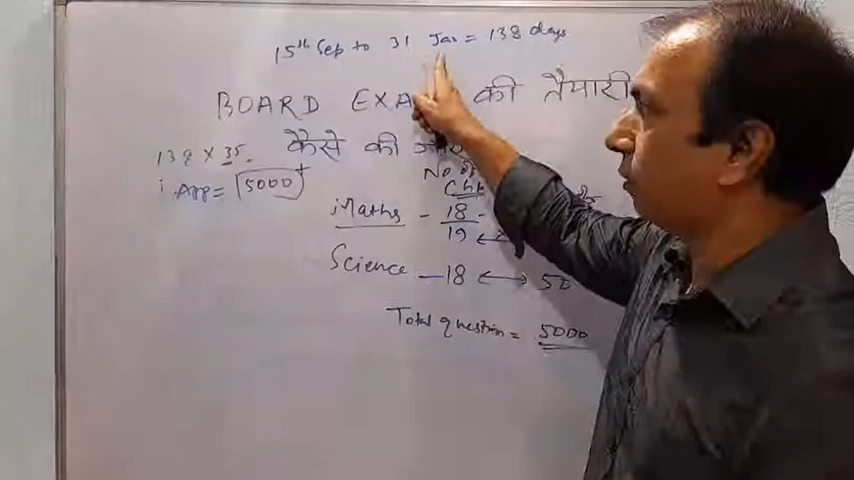 15th Sep to 31 Jan = 138 days
BOARD EXA की तैयारी
कैसे की जाय
138 × 35
i App = 5000+
No of
Chp
Maths - 18 -
19
Science - 18 50
Total question = 5000